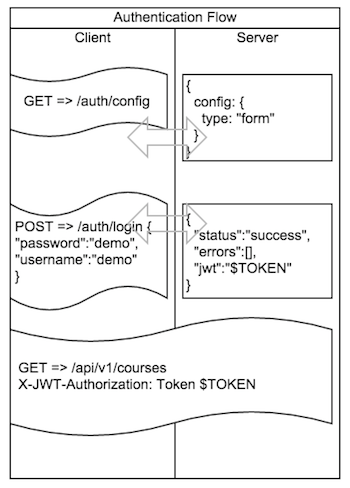 Authentication Flow
Client
Server
GET => /auth/config
{
config: {
type: "form"
}
}
POST => /auth/login {
"password":"demo",
"username":"demo"
}
{
"status":"success",
"errors":[],
"jwt":"$TOKEN"
}
GET => /api/v1/courses
X-JWT-Authorization: Token $TOKEN